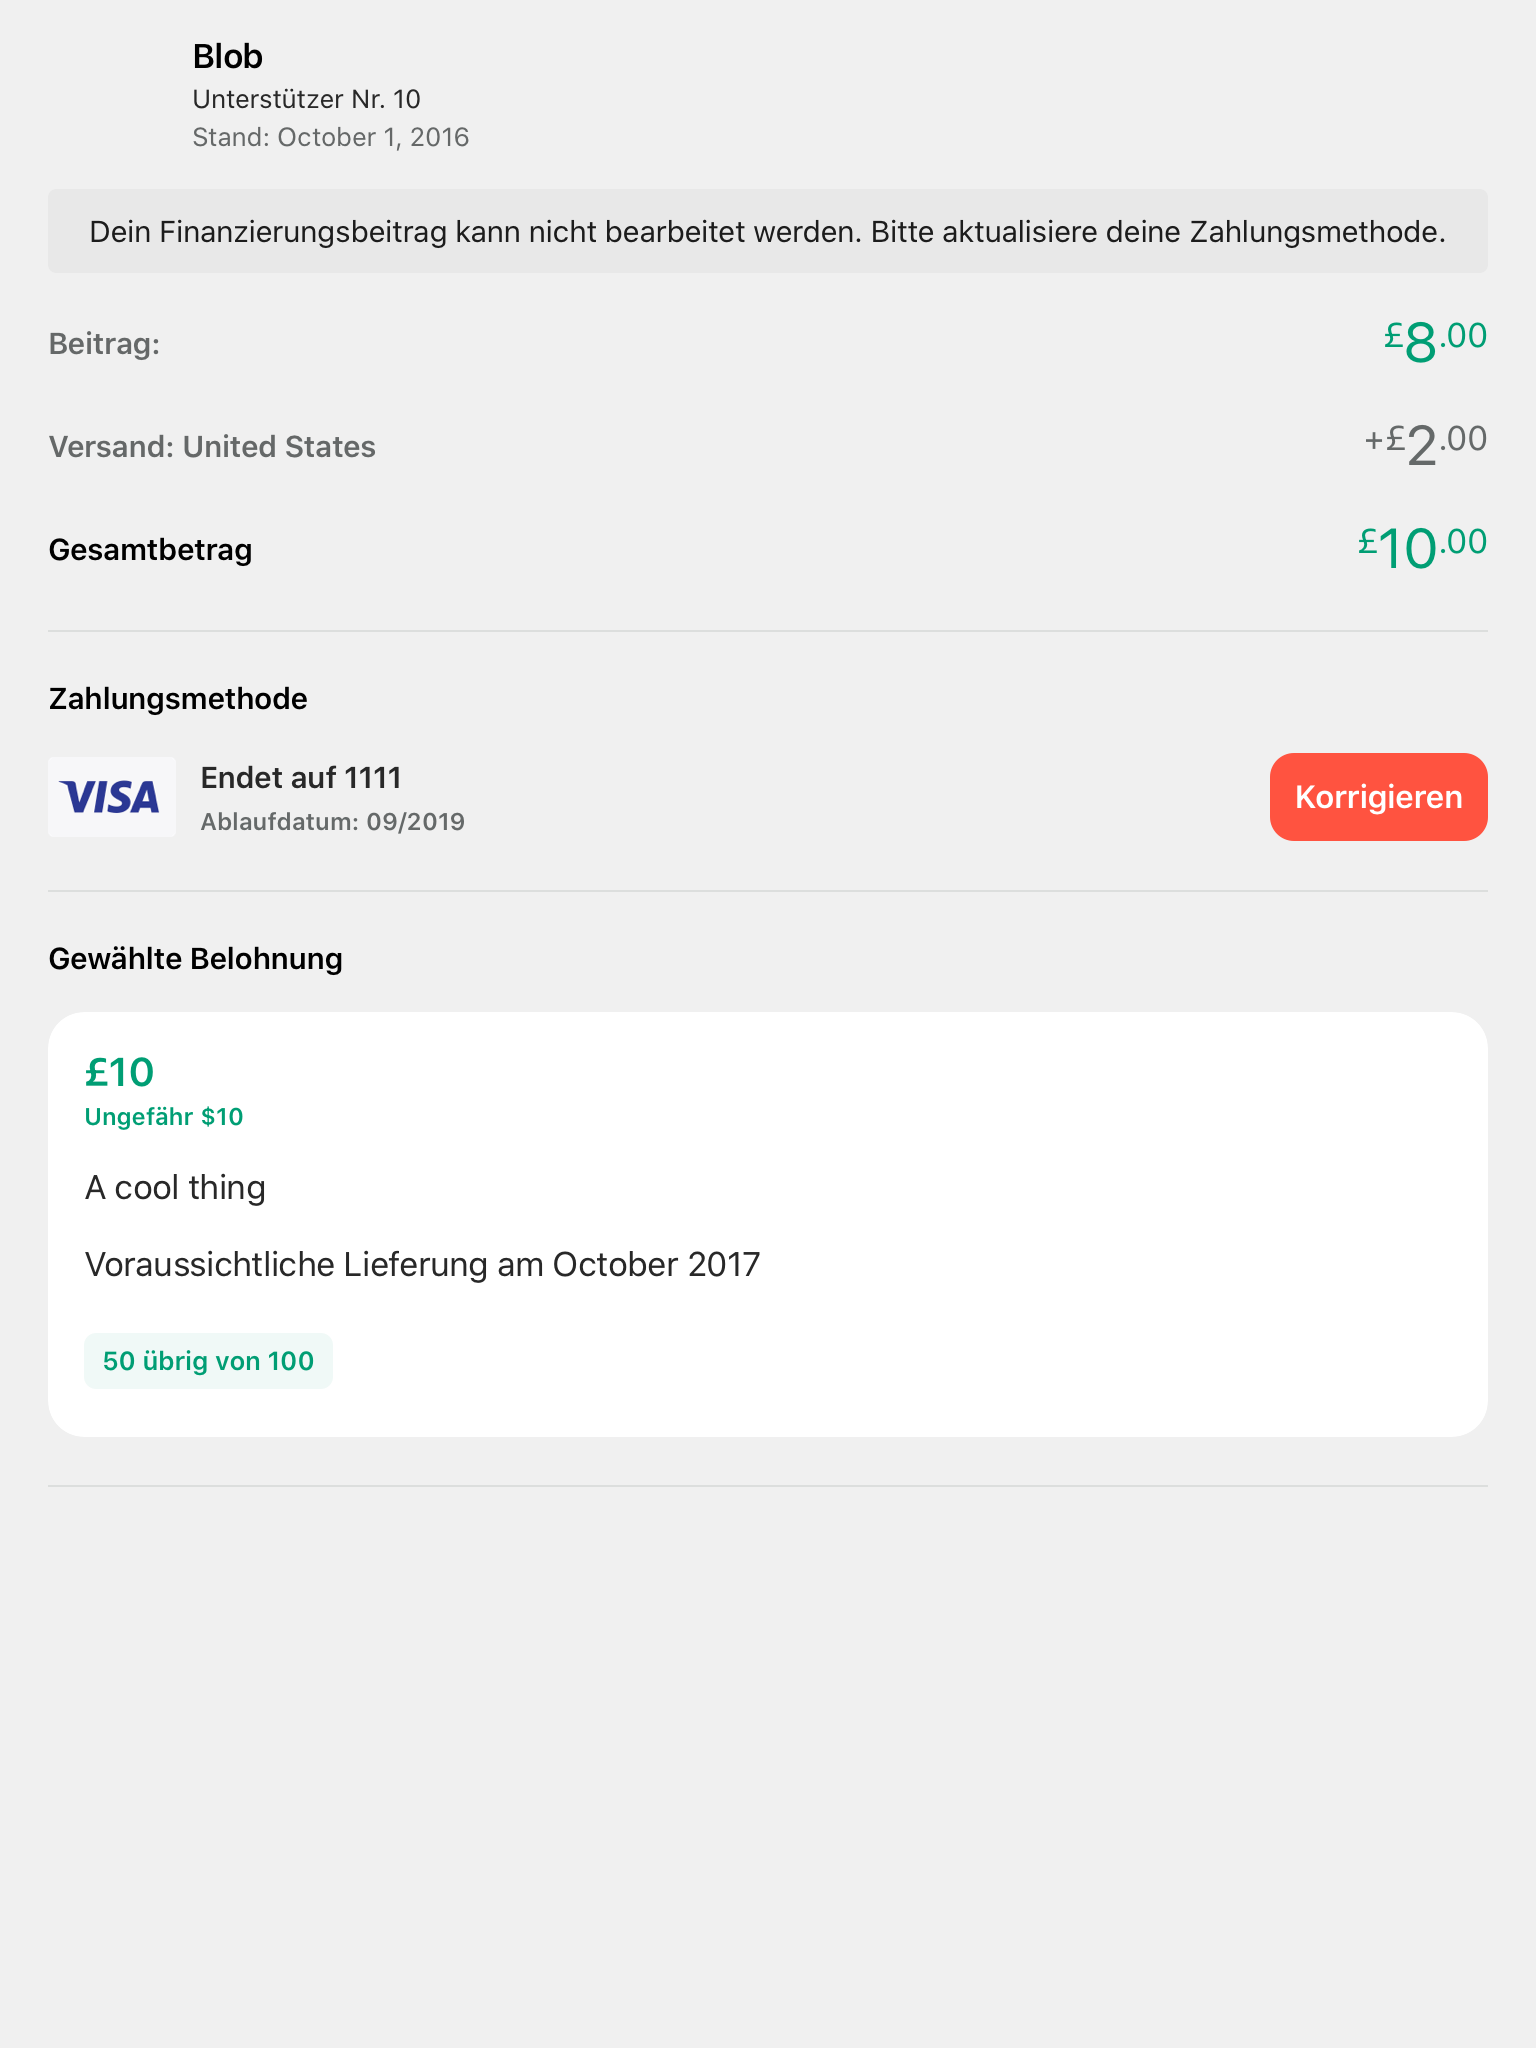 Blob
Unterstützer Nr. 10
Stand: October 1, 2016
Dein Finanzierungsbeitrag kann nicht bearbeitet werden. Bitte aktualisiere deine Zahlungsmethode.
Beitrag: £8.00
Versand: United States +£2.00
Gesamtbetrag £10.00
Zahlungsmethode
VISA
Endet auf 1111
Ablaufdatum: 09/2019
Korrigieren
Gewählte Belohnung
£10
Ungefähr $10
A cool thing
Voraussichtliche Lieferung am October 2017
50 übrig von 100